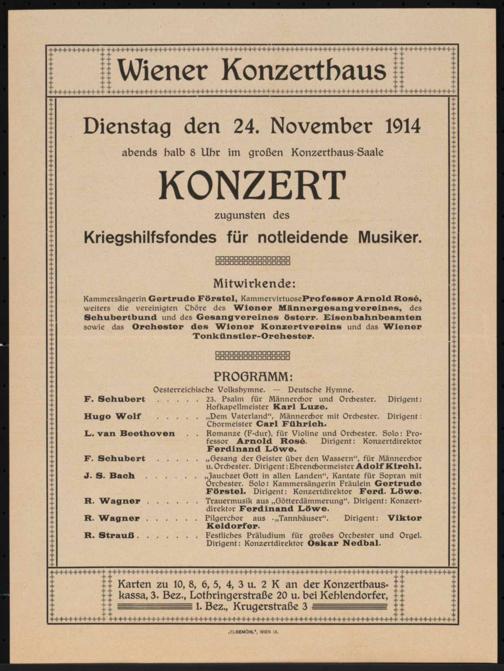 Wiener Konzerthaus
Dienstag den 24. November 1914
abends halb 8 Uhr im großen Konzerthaus-Saale
KONZERT
zugunsten des
Kriegshilfsfondes für notleidende Musiker.
Mitwirkende:
Kammersängerin Gertrude Förstel, Kammervirtuose Professor Arnold Rosé,
weiters die vereinigten Chöre des Wiener Männergesangvereines, des
Schubertbund und des Gesangvereines österr. Eisenbahnbeamten
sowie das Orchester des Wiener Konzertvereins und das Wiener
Tonkünstler-Orchester.
PROGRAMM:
Oesterreichische Volkshymne. — Deutsche Hymne.
F. Schubert . . . . . 23. Psalm für Männerchor und Orchester. Dirigent:
Hofkapellmeister Karl Luze.
Hugo Wolf . . . . . „Dem Vaterland", Männerchor mit Orchester. Dirigent:
Chormeister Carl Führich.
L. van Beethoven . . Romanze (F-dur), für Violine und Orchester. Solo: Pro-
fessor Arnold Rosé. Dirigent: Konzertdirektor
Ferdinand Löwe.
F. Schubert . . . . . „Gesang der Geister über den Wassern", für Männerchor
u. Orchester. Dirigent: Ehrenchormeister Adolf Kirchl.
J. S. Bach . . . . . „Jauchzet Gott in allen Landen", Kantate für Sopran mit
Orchester. Solo: Kammersängerin Fräulein Gertrude
Förstel. Dirigent: Konzertdirektor Ferd. Löwe.
R. Wagner . . . . . Trauermusik aus „Götterdämmerung". Dirigent: Konzert-
direktor Ferdinand Löwe.
R. Wagner . . . . . Pilgerchor aus „Tannhäuser". Dirigent: Viktor
Keldorfer.
R. Strauß . . . . . Festliches Präludium für großes Orchester und Orgel.
Dirigent: Konzertdirektor Oskar Nedbal.
Karten zu 10, 8, 6, 5, 4, 3 u. 2 K an der Konzerthaus-
kassa, 3. Bez., Lothringerstraße 20 u. bei Kehlendorfer,
1. Bez., Krugerstraße 3
„ELBEMÜHL", WIEN IX.